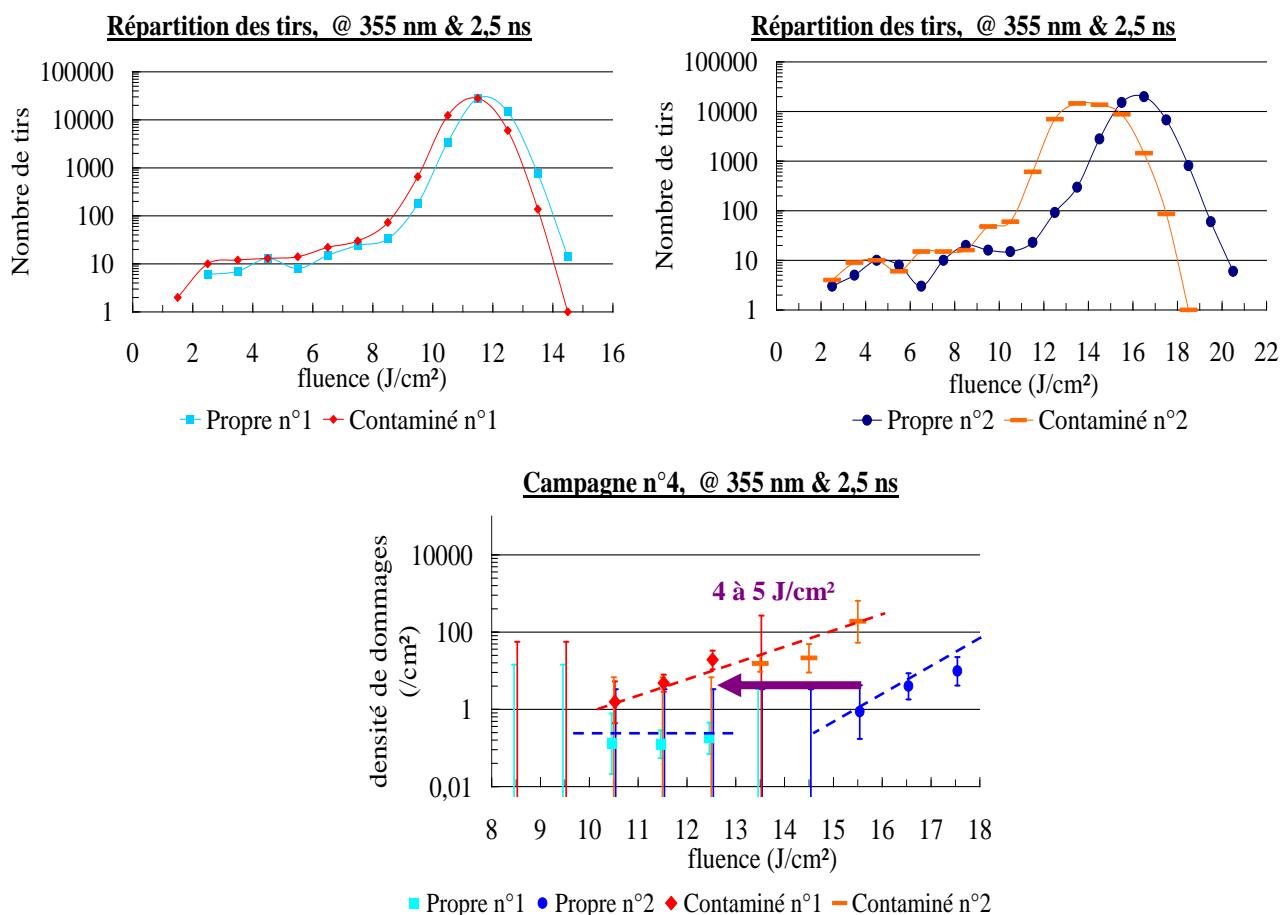 Répartition des tirs, @ 355 nm & 2,5 ns
100000
10000
1000
100
10
1
Nombre de tirs
0 2 4 6 8 10 12 14 16
fluence (J/cm²)
Propre n°1 Contaminé n°1
Répartition des tirs, @ 355 nm & 2,5 ns
100000
10000
1000
100
10
1
Nombre de tirs
0 2 4 6 8 10 12 14 16 18 20 22
fluence (J/cm²)
Propre n°2 Contaminé n°2
Campagne n°4, @ 355 nm & 2,5 ns
densité de dommages
(/cm²)
10000
100
1
0,01
4 à 5 J/cm²
8 9 10 11 12 13 14 15 16 17 18
fluence (J/cm²)
Propre n°1 Propre n°2 Contaminé n°1 Contaminé n°2